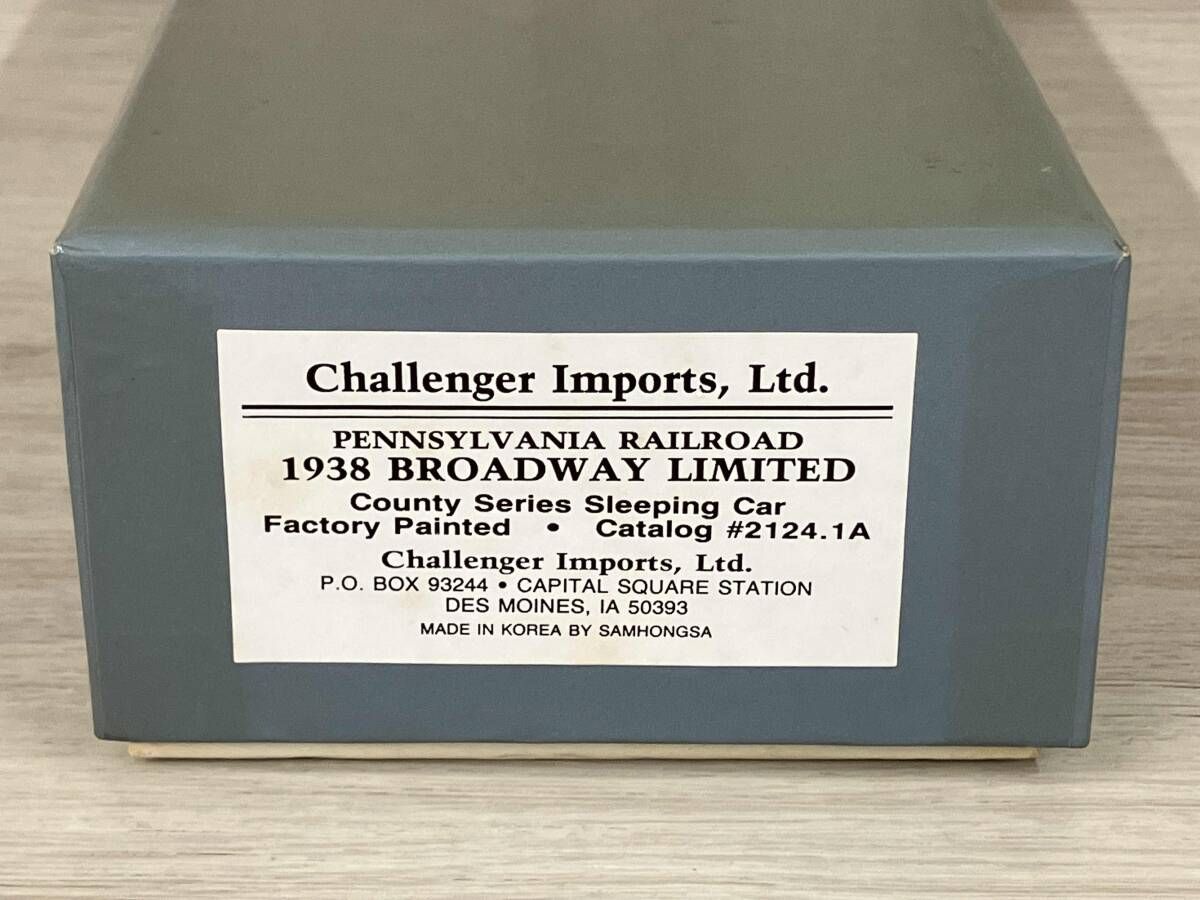 Challenger Imports, Ltd.
PENNSYLVANIA RAILROAD
1938 BROADWAY LIMITED
County Series Sleeping Car
Factory Painted • Catalog #2124.1A
Challenger Imports, Ltd.
P.O. BOX 93244 • CAPITAL SQUARE STATION
DES MOINES, IA 50393
MADE IN KOREA BY SAMHONGSA